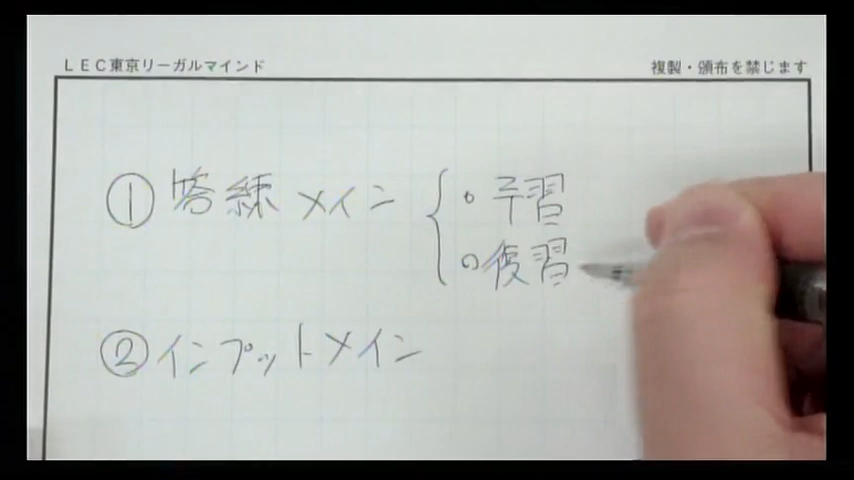 LEC東京リーガルマインド
複製・頒布を禁じます
① 答練 メイン { ・予習
・復習
② インプットメイン